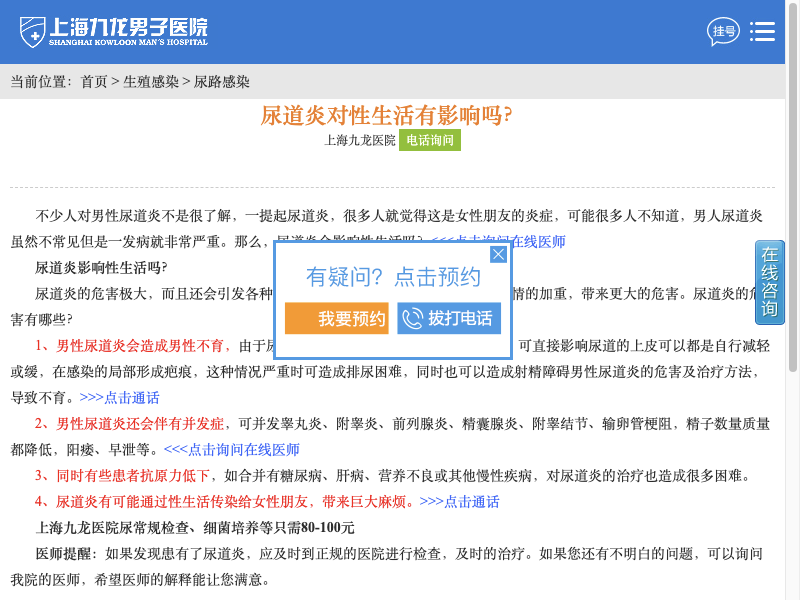 上海九龙男子医院
SHANGHAI KOWLOON MAN'S HOSPITAL
挂号
当前位置：首页 > 生殖感染 > 尿路感染
尿道炎对性生活有影响吗?
上海九龙医院 电话询问
不少人对男性尿道炎不是很了解，一提起尿道炎，很多人就觉得这是女性朋友的炎症，可能很多人不知道，男人尿道炎
虽然不常见但是一发病就非常严重。那么，尿道炎会影响性生活吗? <<<点击询问在线医师
尿道炎影响性生活吗?
尿道炎的危害极大，而且还会引发各种 情的加重，带来更大的危害。尿道炎的危
害有哪些?
有疑问？点击预约
我要预约 拨打电话
在线咨询
1、男性尿道炎会造成男性不育，由于尿 可直接影响尿道的上皮可以都是自行减轻
或缓，在感染的局部形成疤痕，这种情况严重时可造成排尿困难，同时也可以造成射精障碍男性尿道炎的危害及治疗方法，
导致不育。>>>点击通话
2、男性尿道炎还会伴有并发症，可并发睾丸炎、附睾炎、前列腺炎、精囊腺炎、附睾结节、输卵管梗阻，精子数量质量
都降低，阳痿、早泄等。<<<点击询问在线医师
3、同时有些患者抗原力低下，如合并有糖尿病、肝病、营养不良或其他慢性疾病，对尿道炎的治疗也造成很多困难。
4、尿道炎有可能通过性生活传染给女性朋友，带来巨大麻烦。>>>点击通话
上海九龙医院尿常规检查、细菌培养等只需80-100元
医师提醒：如果发现患有了尿道炎，应及时到正规的医院进行检查，及时的治疗。如果您还有不明白的问题，可以询问
我院的医师，希望医师的解释能让您满意。